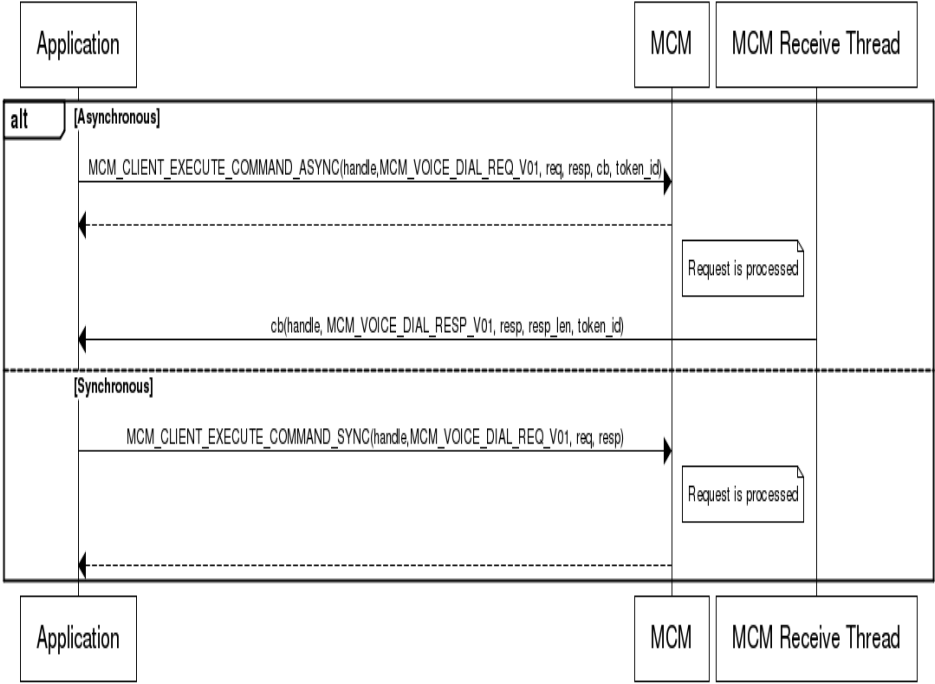 Application
MCM
MCM Receive Thread
alt
[Asynchronous]
MCM_CLIENT_EXECUTE_COMMAND_ASYNC(handle,MCM_VOICE_DIAL_REQ_V01, req, resp, cb, token_id)
Request is processed
cb(handle, MCM_VOICE_DIAL_RESP_V01, resp, resp_len, token_id)
[Synchronous]
MCM_CLIENT_EXECUTE_COMMAND_SYNC(handle,MCM_VOICE_DIAL_REQ_V01, req, resp)
Request is processed
Application
MCM
MCM Receive Thread